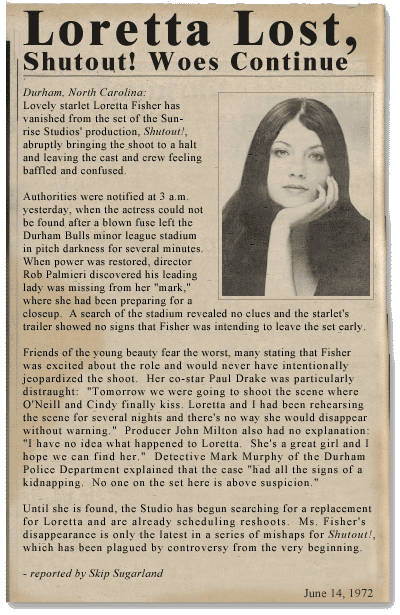 Loretta Lost,
Shutout! Woes Continue
Durham, North Carolina:
Lovely starlet Loretta Fisher has
vanished from the set of the Sun-
rise Studios' production, Shutout!,
abruptly bringing the shoot to a halt
and leaving the cast and crew feeling
baffled and confused.
Authorities were notified at 3 a.m.
yesterday, when the actress could not
be found after a blown fuse left the
Durham Bulls minor league stadium
in pitch darkness for several minutes.
When power was restored, director
Rob Palmieri discovered his leading
lady was missing from her "mark,"
where she had been preparing for a
closeup. A search of the stadium revealed no clues and the starlet's
trailer showed no signs that Fisher was intending to leave the set early.
Friends of the young beauty fear the worst, many stating that Fisher
was excited about the role and would never have intentionally
jeopardized the shoot. Her co-star Paul Drake was particularly
distraught: "Tomorrow we were going to shoot the scene where
O'Neill and Cindy finally kiss. Loretta and I had been rehearsing
the scene for several nights and there's no way she would disappear
without warning." Producer John Milton also had no explanation:
"I have no idea what happened to Loretta. She's a great girl and I
hope we can find her." Detective Mark Murphy of the Durham
Police Department explained that the case "had all the signs of a
kidnapping. No one on the set here is above suspicion."
Until she is found, the Studio has begun searching for a replacement
for Loretta and are already scheduling reshoots. Ms. Fisher's
disappearance is only the latest in a series of mishaps for Shutout!,
which has been plagued by controversy from the very beginning.
- reported by Skip Sugarland
June 14, 1972